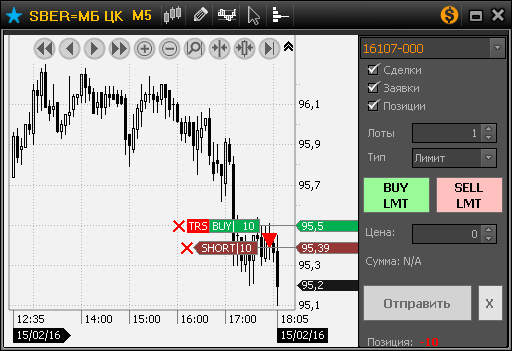 SBER=МБ ЦК M5
16107-000
Сделки
Заявки
Позиции
Лоты 1
Тип Лимит
BUY LMT
SELL LMT
Цена: 0
Сумма: N/A
Отправить X
Позиция: -10
96,1
95,9
95,7
TRS BUY 10 95,5
SHORT 10 95,39
95,3
95,2
95,1
12:35 14:00 15:00 16:00 17:00 18:05
15/02/16 15/02/16